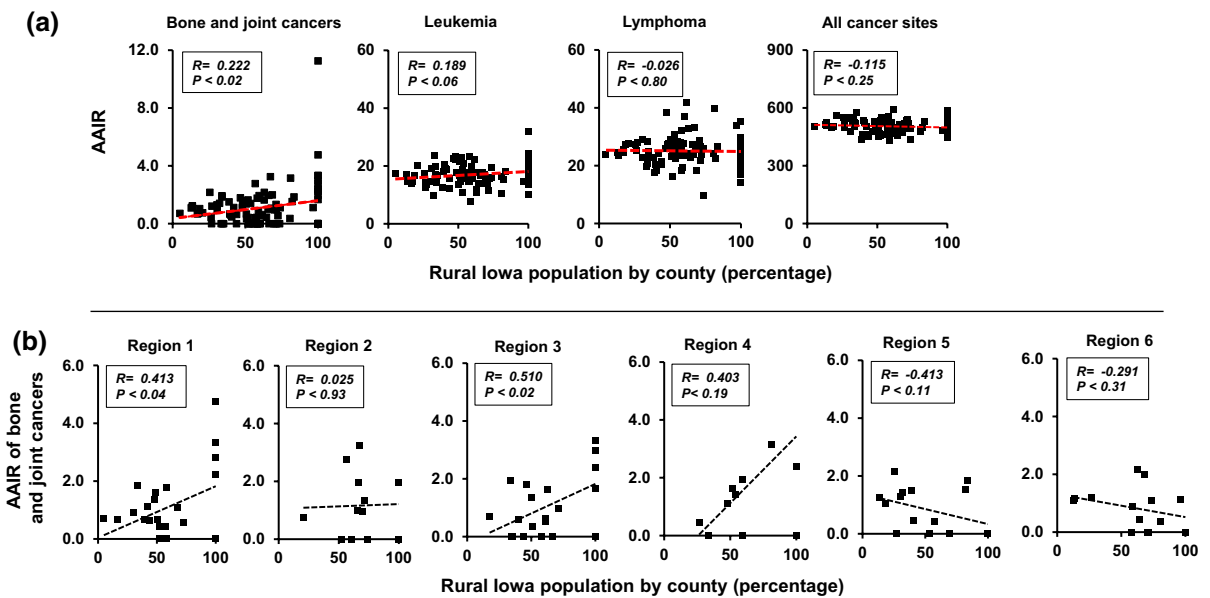 (a)
Bone and joint cancers
Leukemia
Lymphoma
All cancer sites
AAIR
12.0
8.0
4.0
0.0
0
50
100
R= 0.222
P < 0.02
60
40
20
0
0
50
100
R= 0.189
P < 0.06
60
40
20
0
0
50
100
R= -0.026
P < 0.80
900
600
300
0
0
50
100
R= -0.115
P < 0.25
Rural Iowa population by county (percentage)
(b)
AAIR of bone
and joint cancers
Region 1
6.0
4.0
2.0
0.0
0
50
100
R= 0.413
P < 0.04
Region 2
6.0
4.0
2.0
0.0
0
50
100
R= 0.025
P < 0.93
Region 3
6.0
4.0
2.0
0.0
0
50
100
R= 0.510
P < 0.02
Region 4
6.0
4.0
2.0
0.0
0
50
100
R= 0.403
P< 0.19
Region 5
6.0
4.0
2.0
0.0
0
50
100
R= -0.413
P < 0.11
Region 6
6.0
4.0
2.0
0.0
0
50
100
R= -0.291
P < 0.31
Rural Iowa population by county (percentage)